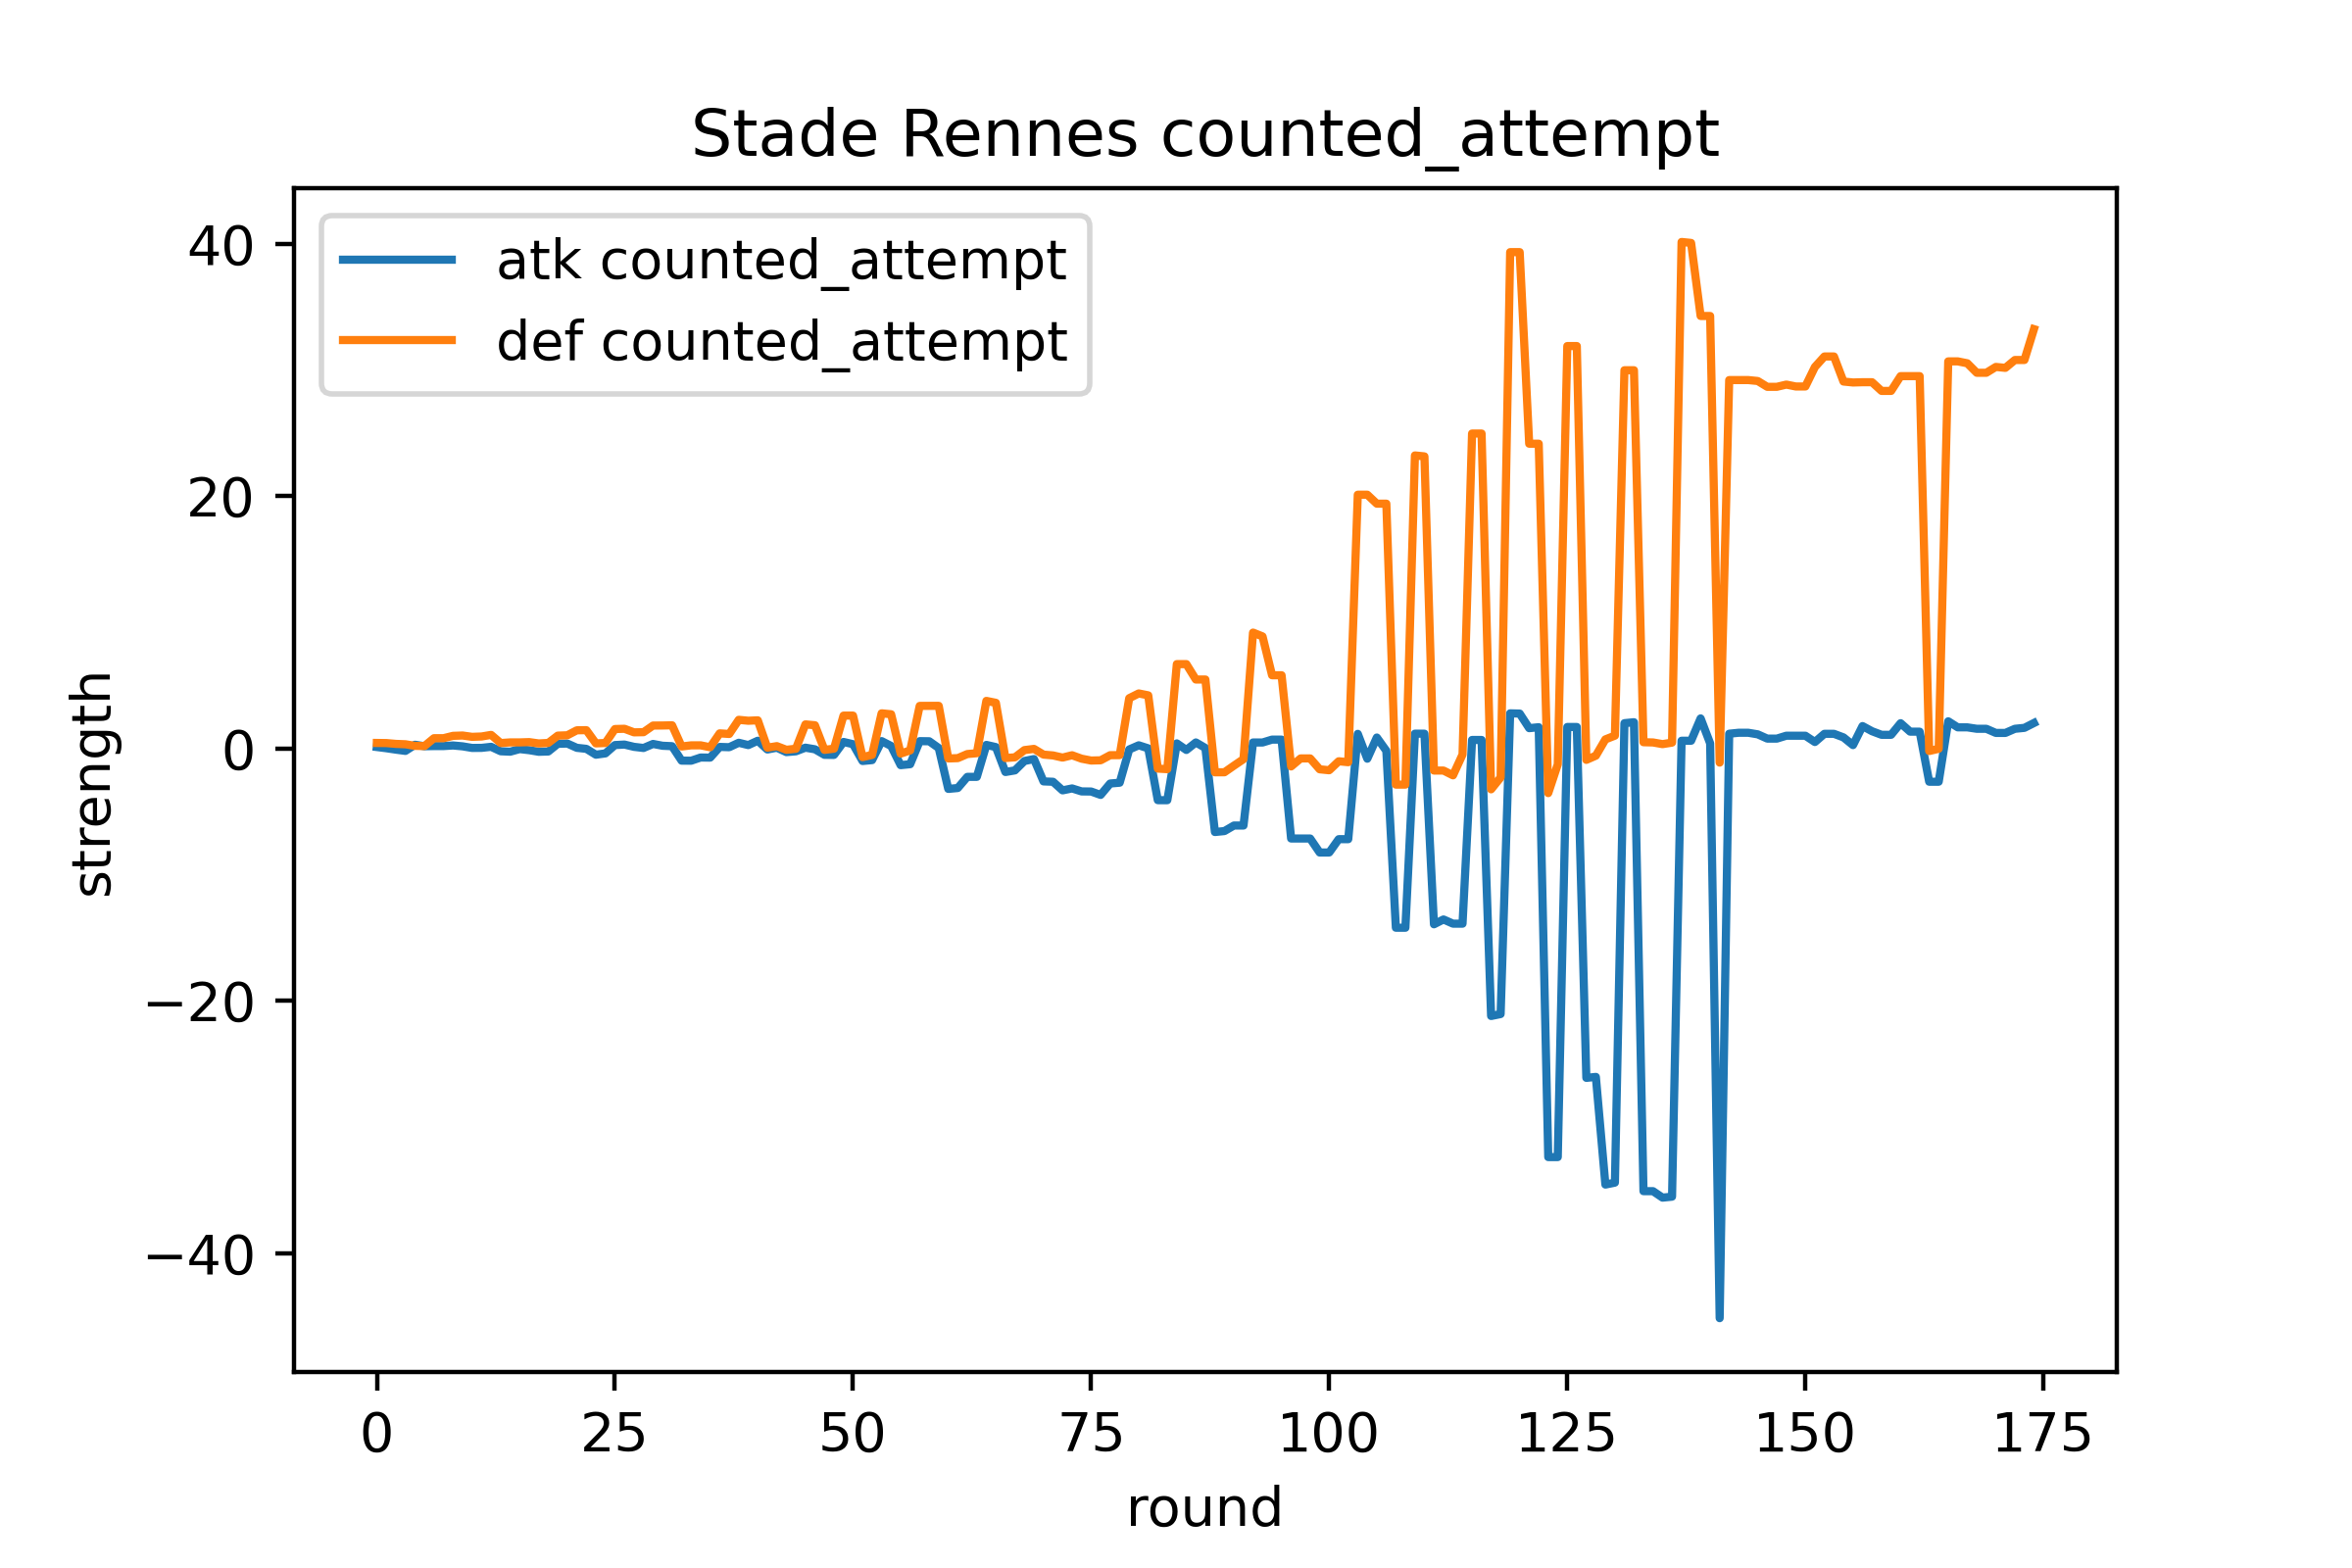 Stade Rennes counted_attempt
atk counted_attempt
def counted_attempt
40
20
0
−20
−40
strength
0 25 50 75 100 125 150 175
round